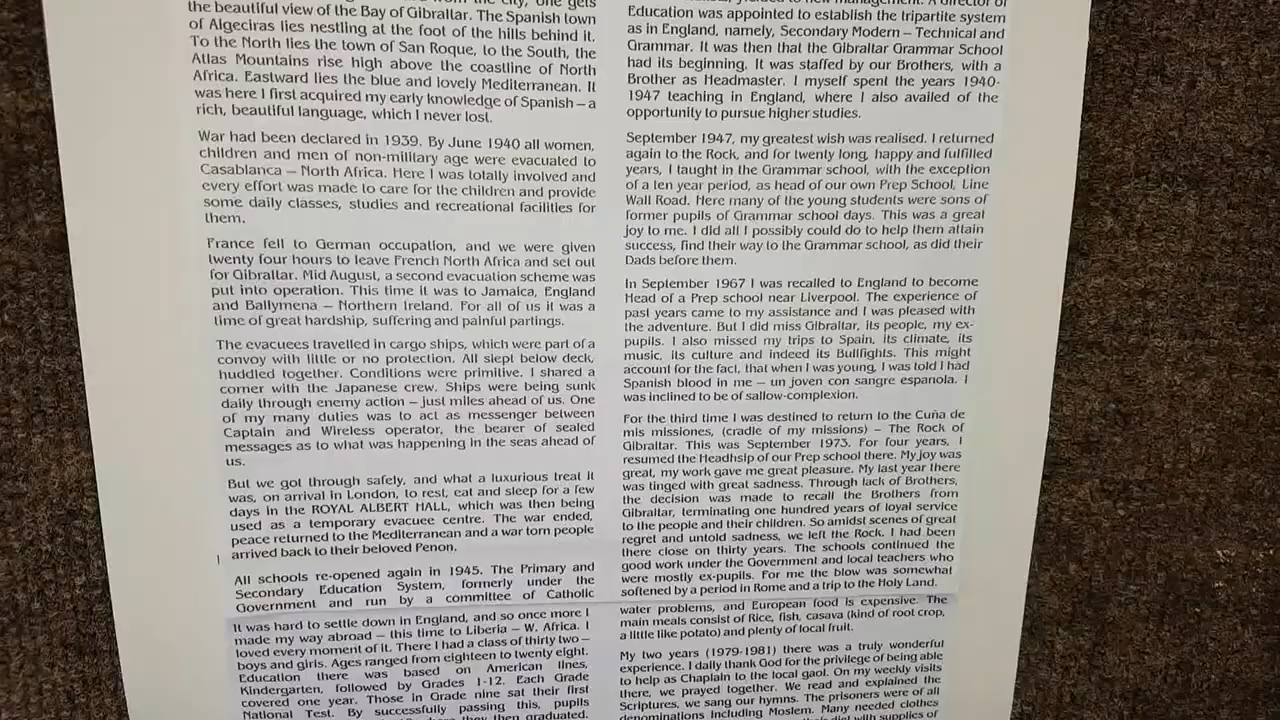 the city, one gets
the beautiful view of the Bay of Gibraltar. The Spanish town
of Algeciras lies nestling at the foot of the hills behind it.
To the North lies the town of San Roque, to the South, the
Atlas Mountains rise high above the coastline of North
Africa. Eastward lies the blue and lovely Mediterranean. It
was here I first acquired my early knowledge of Spanish – a
rich, beautiful language, which I never lost.
War had been declared in 1939. By June 1940 all women,
children and men of non-military age were evacuated to
Casablanca – North Africa. Here I was totally involved and
every effort was made to care for the children and provide
some daily classes, studies and recreational facilities for
them.
France fell to German occupation, and we were given
twenty four hours to leave French North Africa and set out
for Gibraltar. Mid August, a second evacuation scheme was
put into operation. This time it was to Jamaica, England
and Ballymena – Northern Ireland. For all of us it was a
time of great hardship, suffering and painful partings.
The evacuees travelled in cargo ships, which were part of a
convoy with little or no protection. All slept below deck,
huddled together. Conditions were primitive. I shared a
corner with the Japanese crew. Ships were being sunk
daily through enemy action – just miles ahead of us. One
of my many duties was to act as messenger between
Captain and Wireless operator, the bearer of sealed
messages as to what was happening in the seas ahead of
us.
But we got through safely, and what a luxurious treat it
was, on arrival in London, to rest, eat and sleep for a few
days in the ROYAL ALBERT HALL, which was then being
used as a temporary evacuee centre. The war ended,
peace returned to the Mediterranean and a war torn people
arrived back to their beloved Penon.
All schools re-opened again in 1945. The Primary and
Secondary Education System, formerly under the
Government and run by a committee of Catholic
It was hard to settle down in England, and so once more I
made my way abroad – this time to Liberia – W. Africa. I
loved every moment of it. There I had a class of thirty two –
boys and girls. Ages ranged from eighteen to twenty eight.
Education there was based on American lines,
Kindergarten, followed by Grades 1-12. Each Grade
covered one year. Those in Grade nine sat their first
National Test. By successfully passing this, pupils
they then graduated.
yielded to new management. A director of
Education was appointed to establish the tripartite system
as in England, namely, Secondary Modern – Technical and
Grammar. It was then that the Gibraltar Grammar School
had its beginning. It was staffed by our Brothers, with a
Brother as Headmaster. I myself spent the years 1940-
1947 teaching in England, where I also availed of the
opportunity to pursue higher studies.
September 1947, my greatest wish was realised. I returned
again to the Rock, and for twenty long, happy and fulfilled
years, I taught in the Grammar school, with the exception
of a ten year period, as head of our own Prep School, Line
Wall Road. Here many of the young students were sons of
former pupils of Grammar school days. This was a great
joy to me. I did all I possibly could do to help them attain
success, find their way to the Grammar school, as did their
Dads before them.
In September 1967 I was recalled to England to become
Head of a Prep school near Liverpool. The experience of
past years came to my assistance and I was pleased with
the adventure. But I did miss Gibraltar, its people, my ex-
pupils. I also missed my trips to Spain, its climate, its
music, its culture and indeed its Bullfights. This might
account for the fact, that when I was young, I was told I had
Spanish blood in me – un joven con sangre espanola. I
was inclined to be of sallow-complexion.
For the third time I was destined to return to the Cuña de
mis missiones, (cradle of my missions) – The Rock of
Gibraltar. This was September 1973. For four years, I
resumed the Headhsip of our Prep school there. My joy was
great, my work gave me great pleasure. My last year there
was tinged with great sadness. Through lack of Brothers,
the decision was made to recall the Brothers from
Gibraltar, terminating one hundred years of loyal service
to the people and their children. So amidst scenes of great
regret and untold sadness, we left the Rock. I had been
there close on thirty years. The schools continued the
good work under the Government and local teachers who
were mostly ex-pupils. For me the blow was somewhat
softened by a period in Rome and a trip to the Holy Land.
water problems, and European food is expensive. The
main meals consist of Rice, fish, casava (kind of root crop,
a little like potato) and plenty of local fruit.
My two years (1979-1981) there was a truly wonderful
experience. I daily thank God for the privilege of being able
to help as Chaplain to the local gaol. On my weekly visits
there, we prayed together. We read and explained the
Scriptures, we sang our hymns. The prisoners were of all
denominations including Moslem. Many needed clothes
diet with supplies of